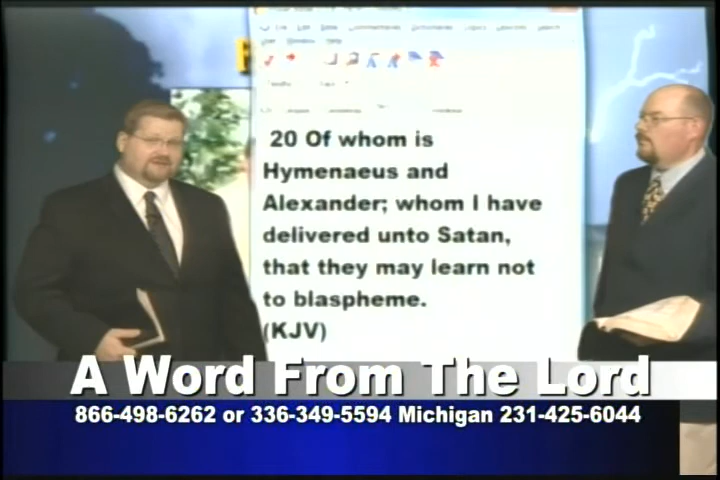 20 Of whom is
Hymenaeus and
Alexander; whom I have
delivered unto Satan,
that they may learn not
to blaspheme.
(KJV)
A Word From The Lord
866-498-6262 or 336-349-5594 Michigan 231-425-6044